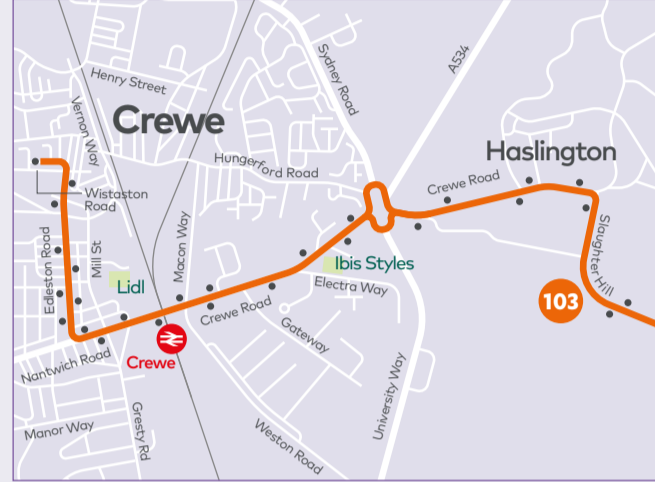 Henry Street
Vernon Way
Crewe
Sydney Road
A534
Hungerford Road
Haslington
Crewe Road
Wistaston
Road
Edleston Road
Mill St
Macon Way
Slaughter Hill
Lidl
Ibis Styles
Electra Way
103
Crewe Road
Gateway
Crewe
Nantwich Road
University Way
Manor Way
Gresty Rd
Weston Road